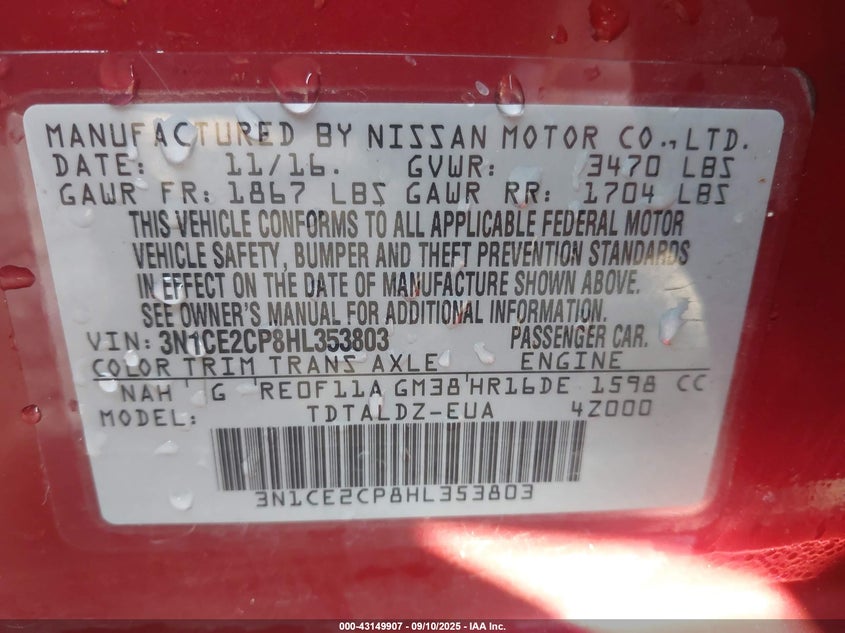 MANUFACTURED BY NISSAN MOTOR CO.,LTD.
DATE: 11/16. GVWR: 3470 LBS
GAWR FR: 1867 LBS GAWR RR: 1704 LBS
THIS VEHICLE CONFORMS TO ALL APPLICABLE FEDERAL MOTOR
VEHICLE SAFETY, BUMPER AND THEFT PREVENTION STANDARDS
IN EFFECT ON THE DATE OF MANUFACTURE SHOWN ABOVE.
SEE OWNER'S MANUAL FOR ADDITIONAL INFORMATION.
VIN: 3N1CE2CP8HL353803 PASSENGER CAR.
COLOR TRIM TRANS AXLE ENGINE
NAH G RE0F11A GM38 HR16DE 1598 CC
MODEL: TDTALDZ-EUA 4Z000
3N1CE2CP8HL353803
000-43149907 - 09/10/2025 - IAA Inc.